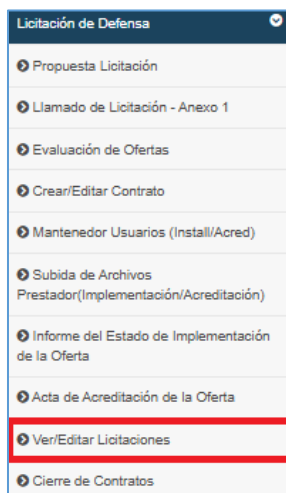 Licitación de Defensa
Propuesta Licitación
Llamado de Licitación - Anexo 1
Evaluación de Ofertas
Crear/Editar Contrato
Mantenedor Usuarios (Install/Acred)
Subida de Archivos
Prestador(Implementación/Acreditación)
Informe del Estado de Implementación
de la Oferta
Acta de Acreditación de la Oferta
Ver/Editar Licitaciones
Cierre de Contratos